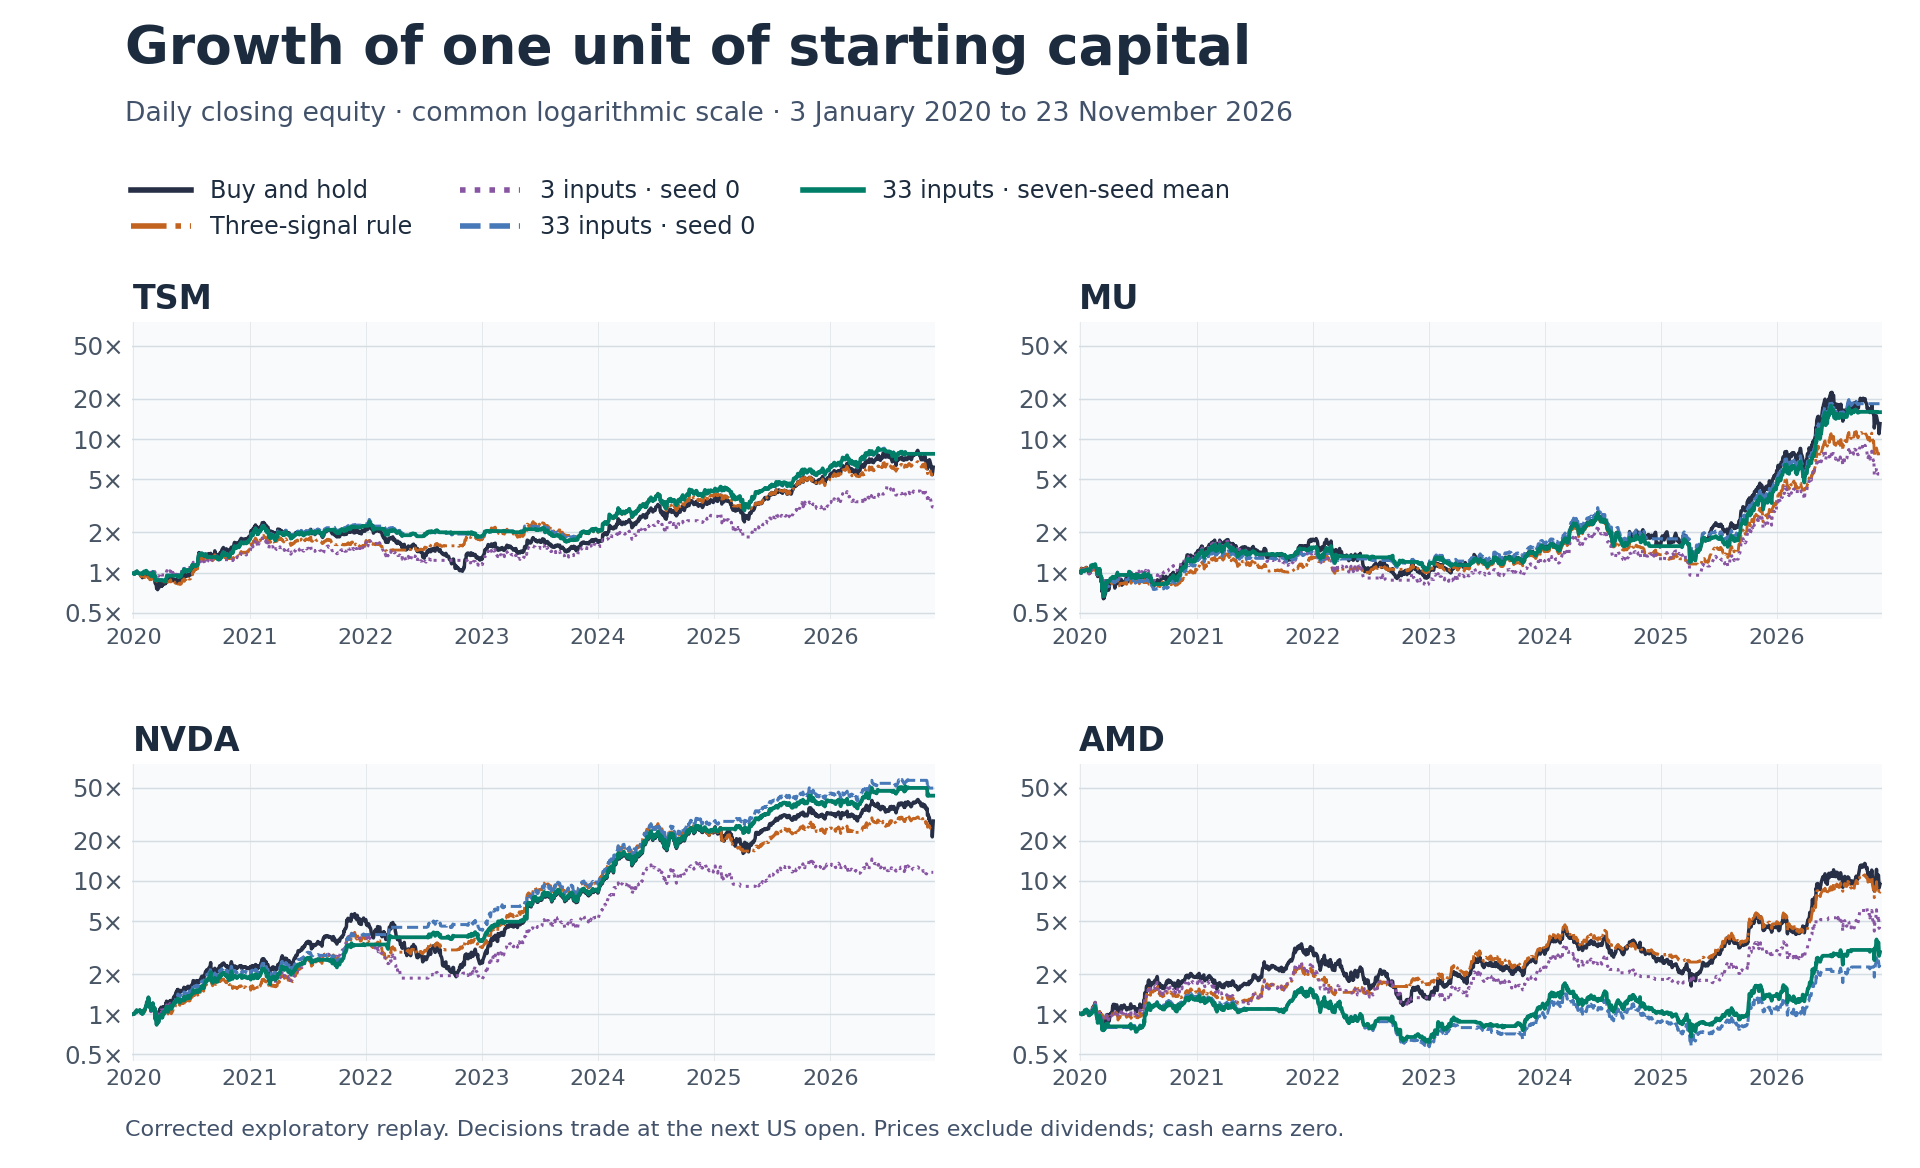 Growth of one unit of starting capital
Daily closing equity · common logarithmic scale · 3 January 2020 to 23 November 2026
Buy and hold
Three-signal rule
3 inputs · seed 0
33 inputs · seed 0
33 inputs · seven-seed mean
TSM
50×
20×
10×
5×
2×
1×
0.5×
2020 2021 2022 2023 2024 2025 2026
MU
50×
20×
10×
5×
2×
1×
0.5×
2020 2021 2022 2023 2024 2025 2026
NVDA
50×
20×
10×
5×
2×
1×
0.5×
2020 2021 2022 2023 2024 2025 2026
AMD
50×
20×
10×
5×
2×
1×
0.5×
2020 2021 2022 2023 2024 2025 2026
Corrected exploratory replay. Decisions trade at the next US open. Prices exclude dividends; cash earns zero.